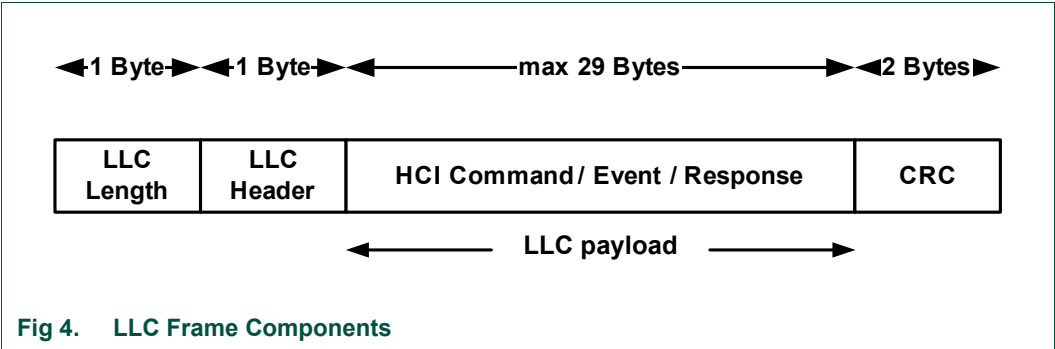 1 Byte 1 Byte max 29 Bytes 2 Bytes
LLC Length
LLC Header
HCI Command / Event / Response
CRC
LLC payload
Fig 4. LLC Frame Components